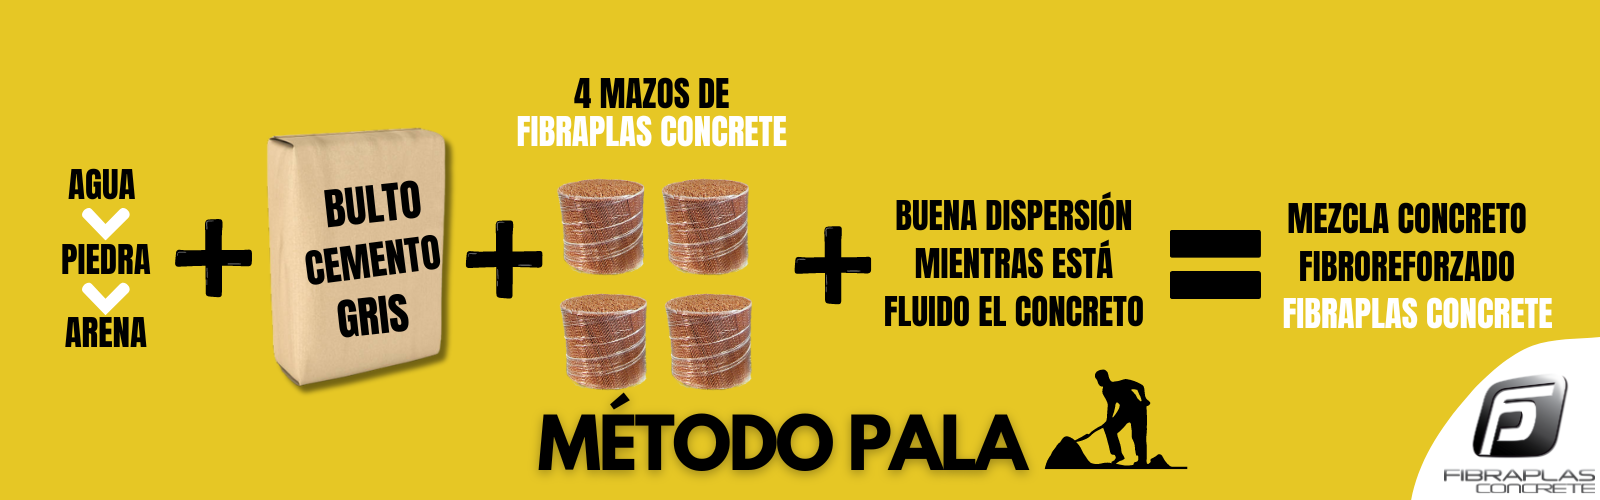 AGUA
PIEDRA
ARENA
BULTO
CEMENTO
GRIS
4 MAZOS DE
FIBRAPLAS CONCRETE
BUENA DISPERSIÓN
MIENTRAS ESTÁ
FLUIDO EL CONCRETO
MEZCLA CONCRETO
FIBROREFORZADO
FIBRAPLAS CONCRETE
MÉTODO PALA
FIBRAPLAS
CONCRETE